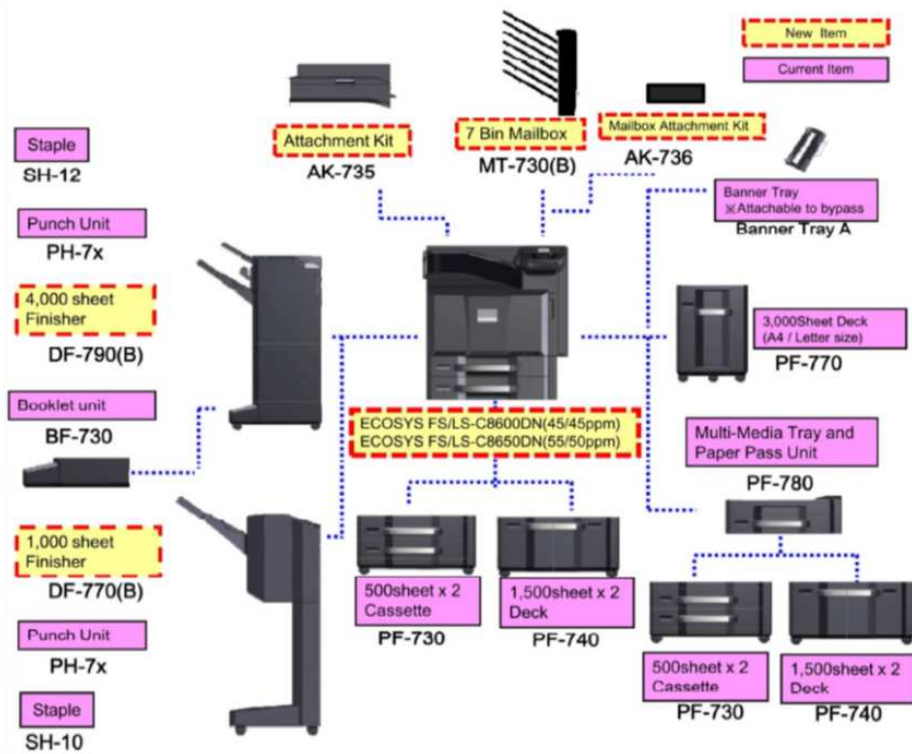 New Item
Current Item
Attachment Kit
AK-735
7 Bin Mailbox
MT-730(B)
Mailbox Attachment Kit
AK-736
Banner Tray
※Attachable to bypass
Banner Tray A
Staple
SH-12
Punch Unit
PH-7x
4,000 sheet
Finisher
DF-790(B)
Booklet unit
BF-730
1,000 sheet
Finisher
DF-770(B)
Punch Unit
PH-7x
Staple
SH-10
ECOSYS FS/LS-C8600DN(45/45ppm)
ECOSYS FS/LS-C8650DN(55/50ppm)
500sheet x 2
Cassette
PF-730
1,500sheet x 2
Deck
PF-740
3,000Sheet Deck
(A4 / Letter size)
PF-770
Multi-Media Tray and
Paper Pass Unit
PF-780
500sheet x 2
Cassette
PF-730
1,500sheet x 2
Deck
PF-740